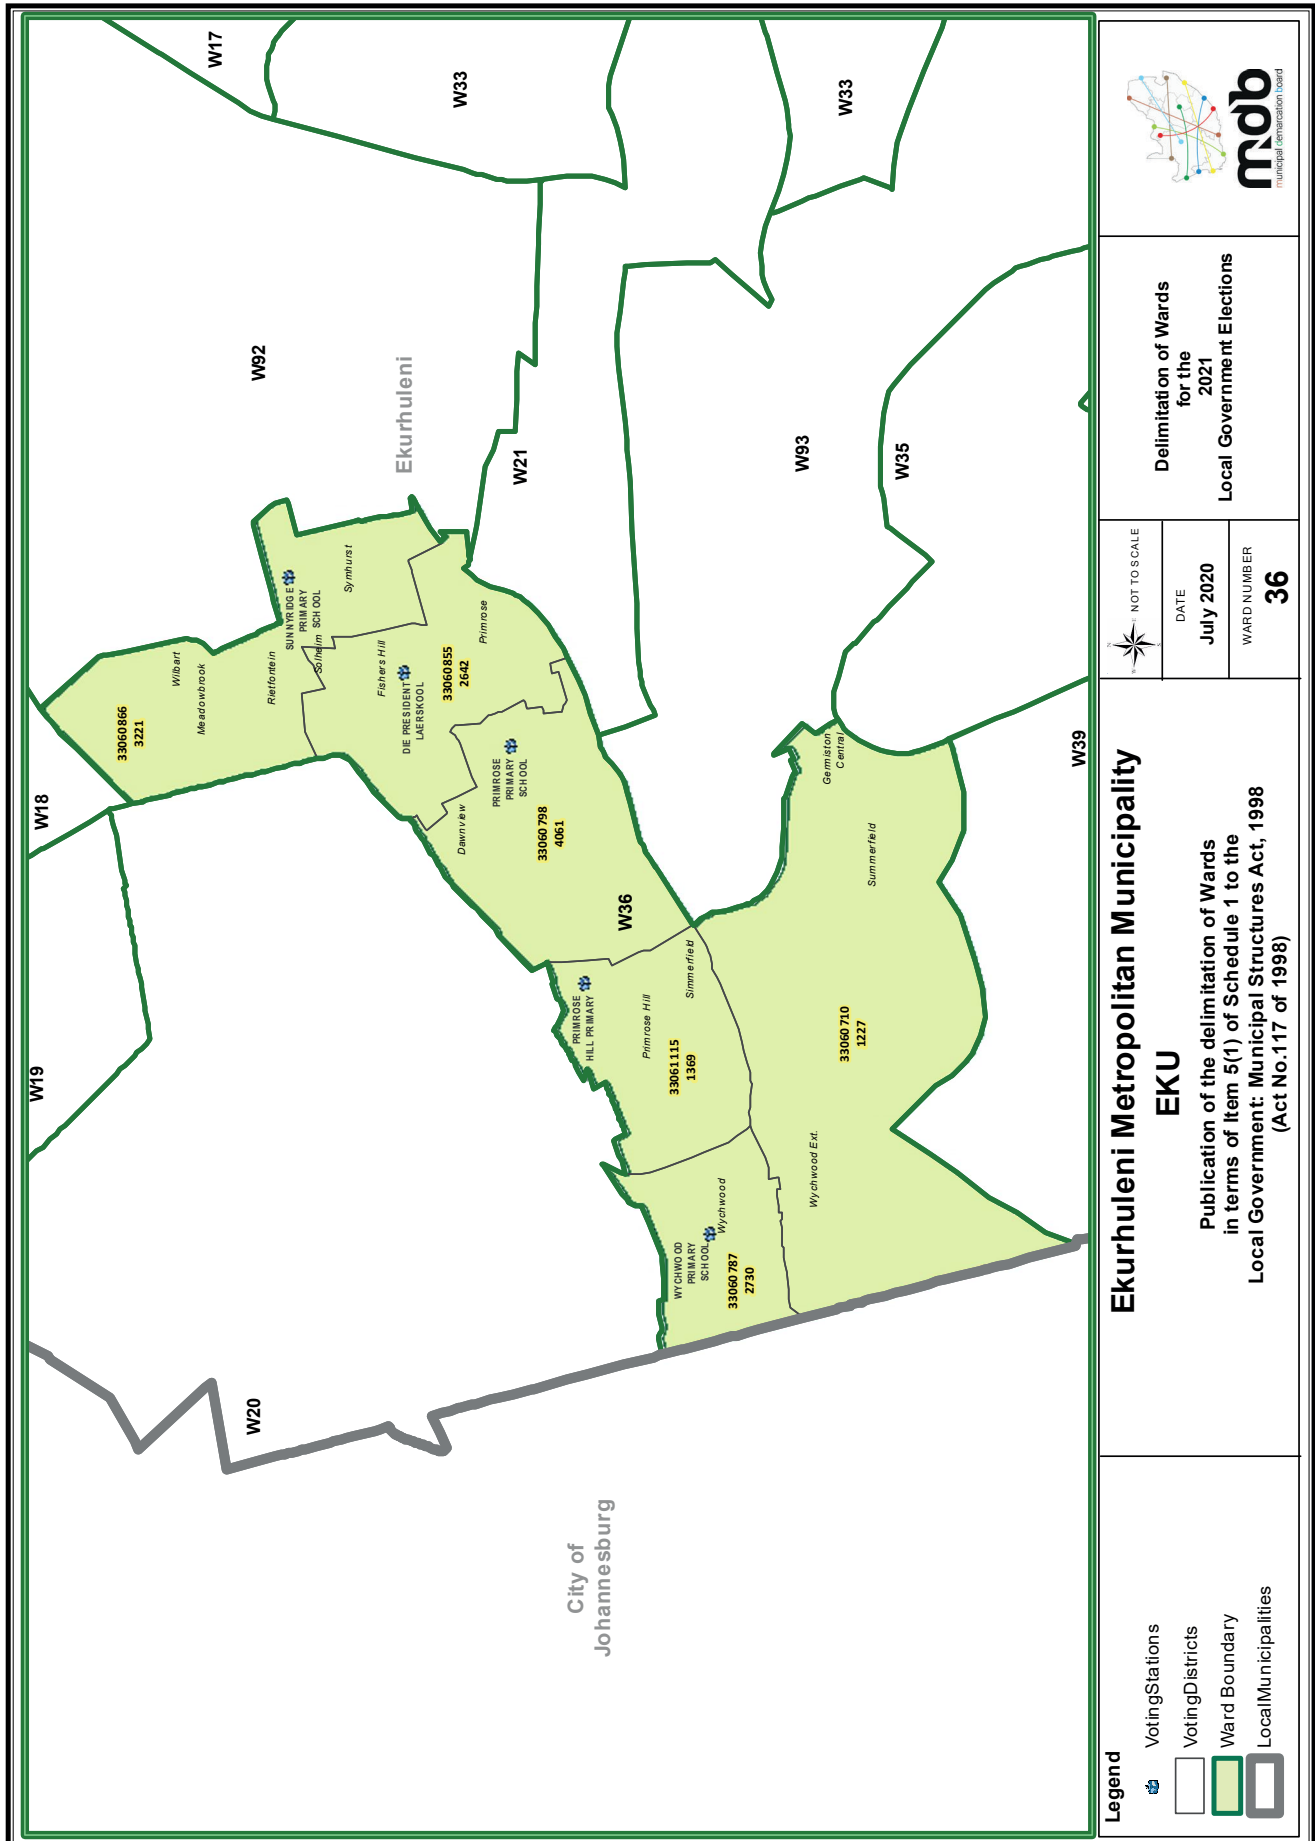 W17
W33
W33
W92
Ekurhuleni
W21
W93
W35
W18
W19
W20
W39
W36
City of
Johannesburg
33060866
3221
Wilbart
Meadowbrook
Rietfontein
SUNNYRIDGE
PRIMARY
SCHOOL
Solheim
Symhurst
Fishers Hill
DIE PRESIDENT
LAERSKOOL
33060855
2642
Primrose
Dawnview
PRIMROSE
PRIMARY
SCHOOL
33060798
4061
PRIMROSE
HILL PRIMARY
Primrose Hill
Simmerfield
33061115
1369
WYCHWOOD
PRIMARY
SCHOOL
Wychwood
33060787
2730
Wychwood Ext.
33060710
1227
Summerfield
Germiston
Central
Legend
VotingStations
VotingDistricts
Ward Boundary
LocalMunicipalities
Ekurhuleni Metropolitan Municipality
EKU
Publication of the delimitation of Wards
in terms of Item 5(1) of Schedule 1 to the
Local Government: Municipal Structures Act, 1998
(Act No.117 of 1998)
N
E
S
W
NOT TO SCALE
DATE
July 2020
WARD NUMBER
36
Delimitation of Wards
for the
2021
Local Government Elections
mdb
municipal demarcation board